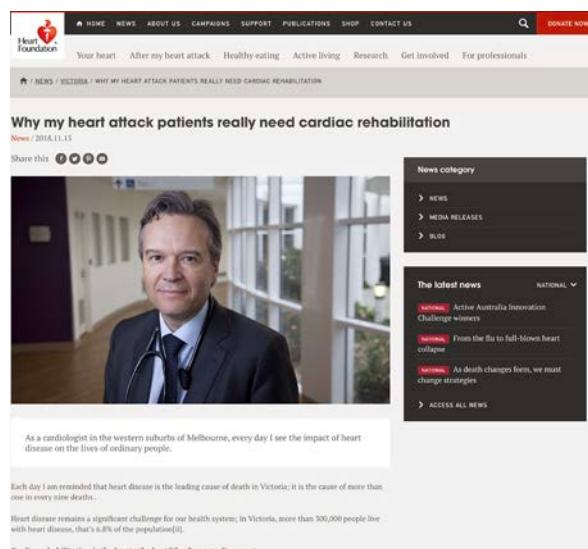 HOME NEWS ABOUT US CAMPAIGNS SUPPORT PUBLICATIONS SHOP CONTACT US
DONATE NOW
Heart
Foundation
Your heart After my heart attack Healthy eating Active living Research Get involved For professionals
/ NEWS / VICTORIA / WHY MY HEART ATTACK PATIENTS REALLY NEED CARDIAC REHABILITATION
Why my heart attack patients really need cardiac rehabilitation
News / 2018.11.15
Share this
News category
NEWS
MEDIA RELEASES
BLOG
The latest news NATIONAL
NATIONAL Active Australia Innovation
Challenge winners
NATIONAL From the flu to full-blown heart
collapse
NATIONAL As death changes form, we must
change strategies
ACCESS ALL NEWS
As a cardiologist in the western suburbs of Melbourne, every day I see the impact of heart
disease on the lives of ordinary people.
Each day I am reminded that heart disease is the leading cause of death in Victoria; it is the cause of more than
one in every nine deaths .
Heart disease remains a significant challenge for our health system; in Victoria, more than 300,000 people live
with heart disease, that's 6.8% of the population[ii].